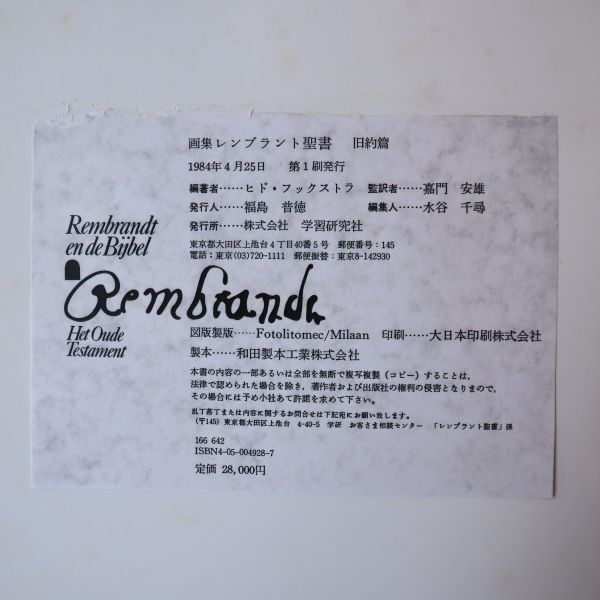 画集レンブラント聖書 旧約篇
1984年4月25日 第1刷発行
編著者……ヒド・フックストラ 監訳者……嘉門 安雄
発行人……福島 普徳 編集人……水谷 千尋
発行所……株式会社 学習研究社
東京都大田区上池台4丁目40番5号 郵便番号：145
電話：東京(03)720-1111 郵便振替：東京8-142930
Rembrandt
en de Bijbel
Rembrandt
Het Oude
Testament
図版製版……Fotolitomec/Milaan 印刷……大日本印刷株式会社
製本……和田製本工業株式会社
本書の内容の一部あるいは全部を無断で複写複製（コピー）することは，
法律で認められた場合を除き，著作者および出版社の権利の侵害となりますので，
その場合には予め小社あて許諾を求めて下さい。
乱丁落丁または内容に関するお問合せは下記宛にお願い致します。
（〒145）東京都大田区上池台 4-40-5 学研 お客さま相談センター 「レンブラント聖書」係
166 642
ISBN4-05-004928-7
定価 28,000円